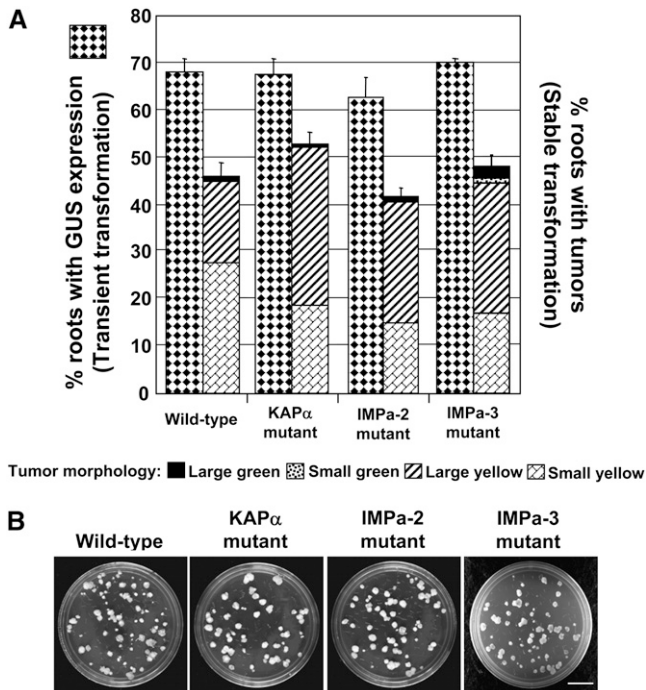 A
% roots with GUS expression
(Transient transformation)
80
70
60
50
40
30
20
10
0
% roots with tumors
(Stable transformation)
Wild-type
KAPα
mutant
IMPa-2
mutant
IMPa-3
mutant
Tumor morphology: Large green Small green Large yellow Small yellow
B
Wild-type
KAPα
mutant
IMPa-2
mutant
IMPa-3
mutant